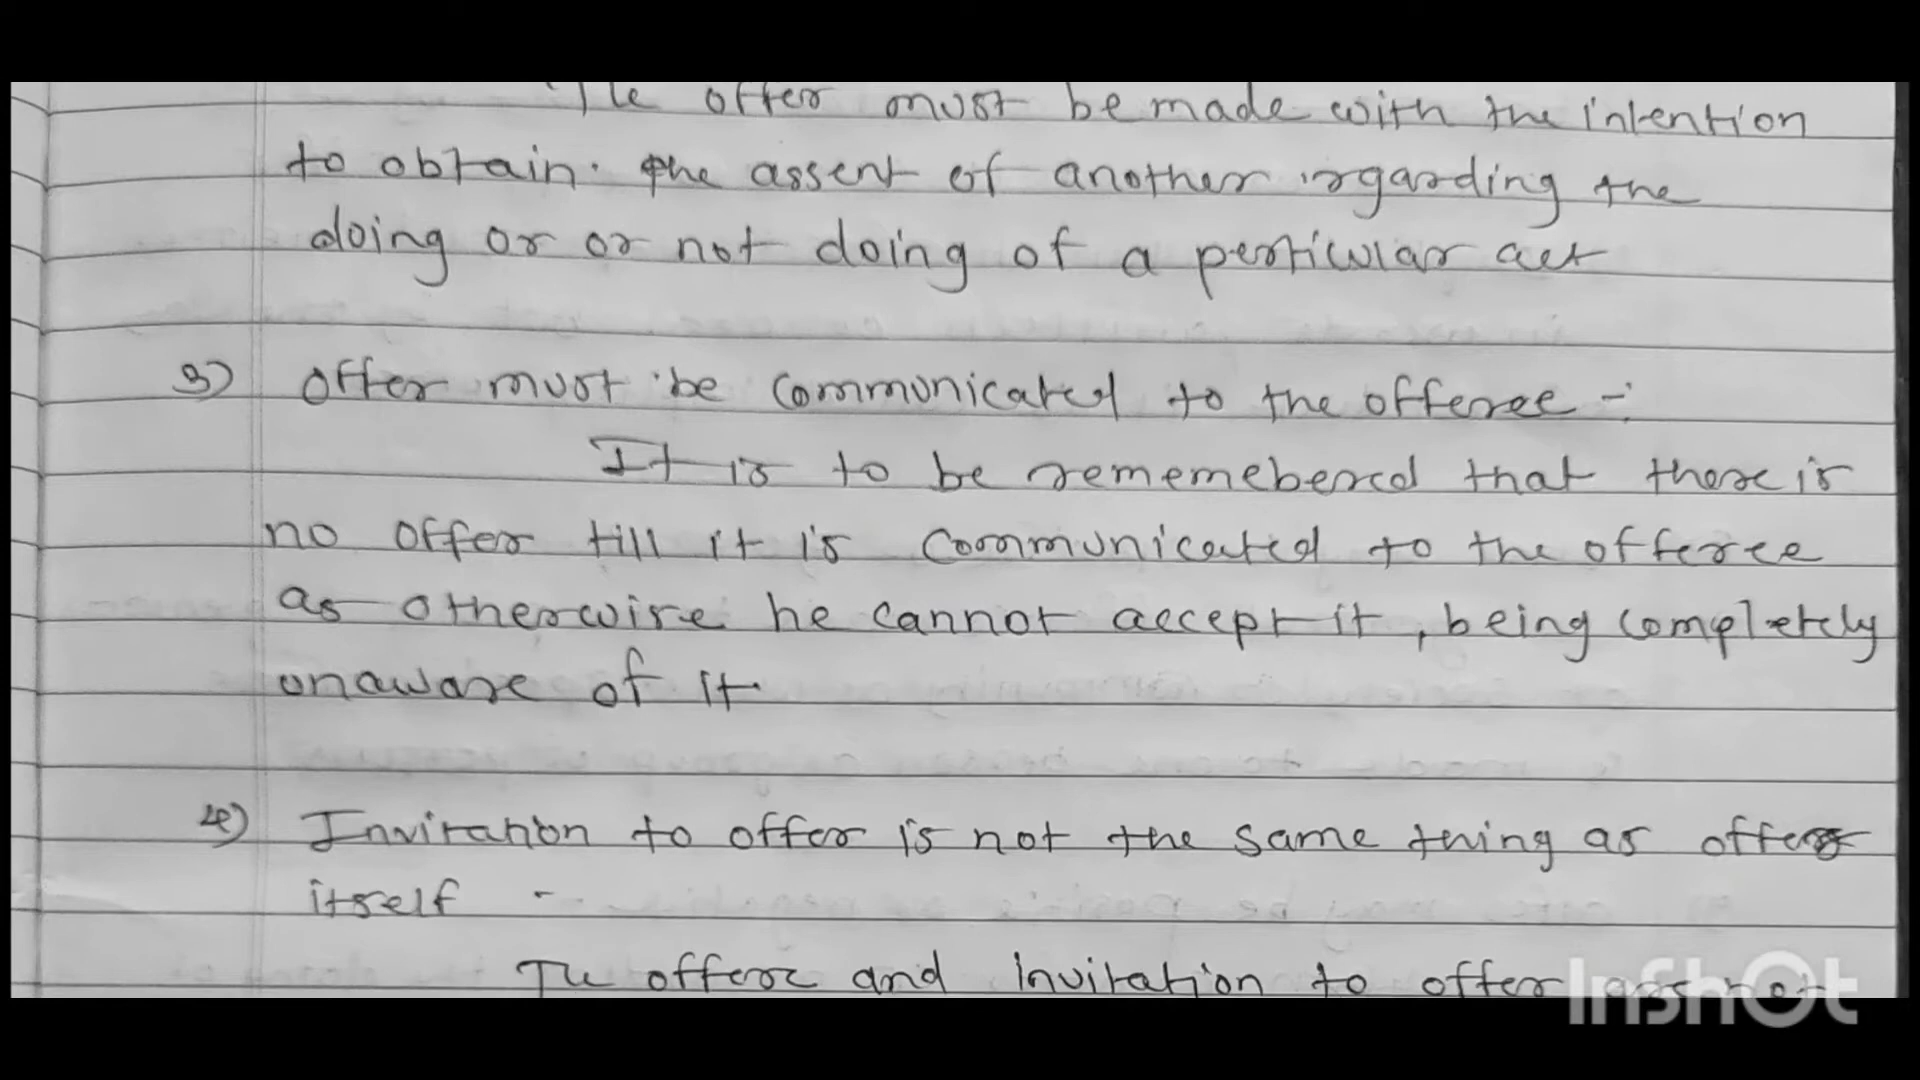 The offer must be made with the intention
to obtain. the assent of another rgarding the
doing or or not doing of a perticular act
3) Offer must be communicated to the offeree -:
It is to be rememebered that there is
no offer till it is communicated to the offeree
as otherwise he cannot accept it, being completely
unaware of it.
4) Invitation to offer is not the same thing as offer
itself -
The offer and invitation to offer are not
InShOt